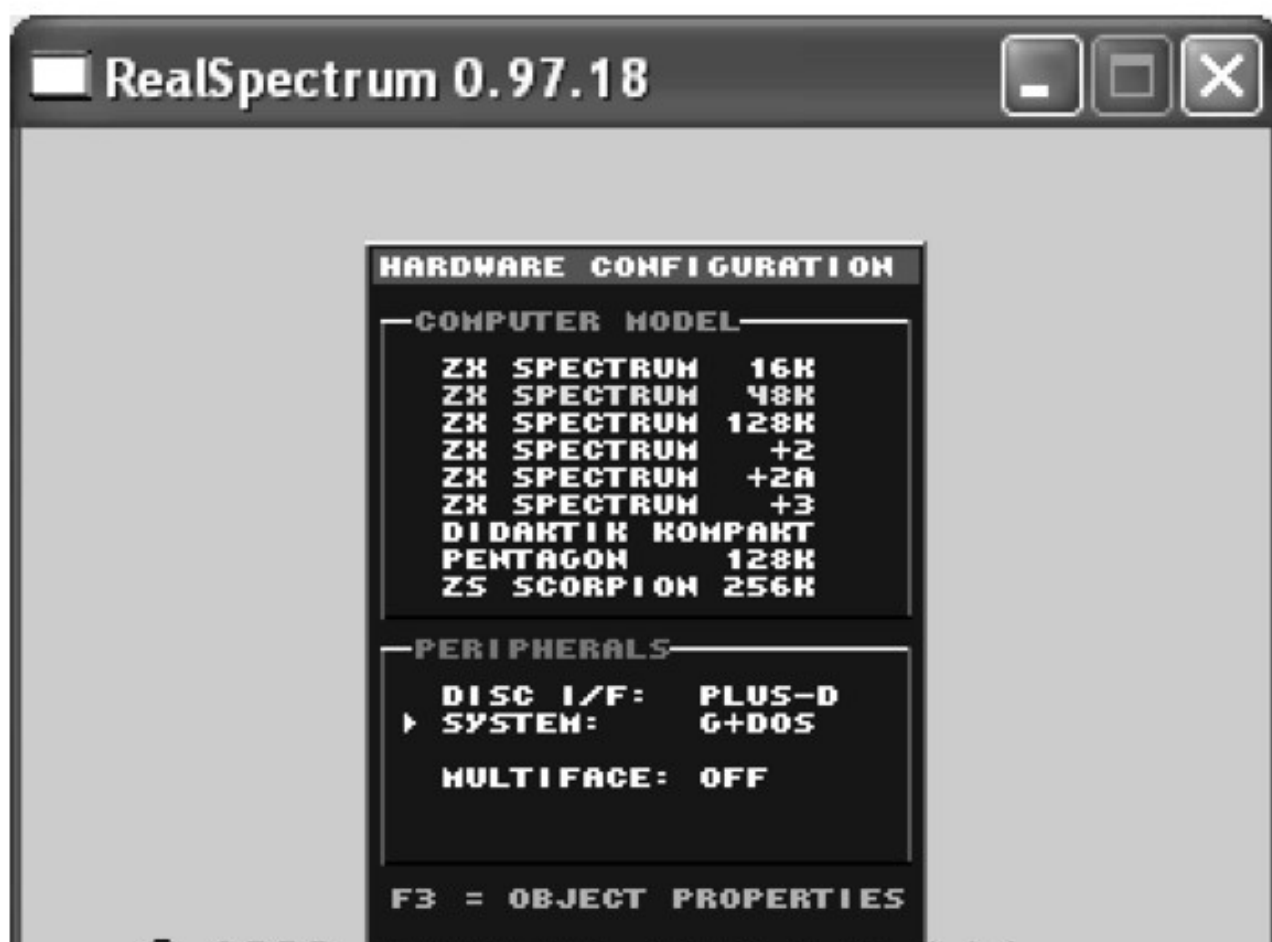 RealSpectrum 0.97.18
HARDWARE CONFIGURATION
COMPUTER MODEL
ZX SPECTRUM 16K
ZX SPECTRUM 48K
ZX SPECTRUM 128K
ZX SPECTRUM +2
ZX SPECTRUM +2A
ZX SPECTRUM +3
DIDAKTIK KOMPAKT
PENTAGON 128K
ZS SCORPION 256K
PERIPHERALS
DISC I/F: PLUS-D
SYSTEM: G+DOS
MULTIFACE: OFF
F3 = OBJECT PROPERTIES